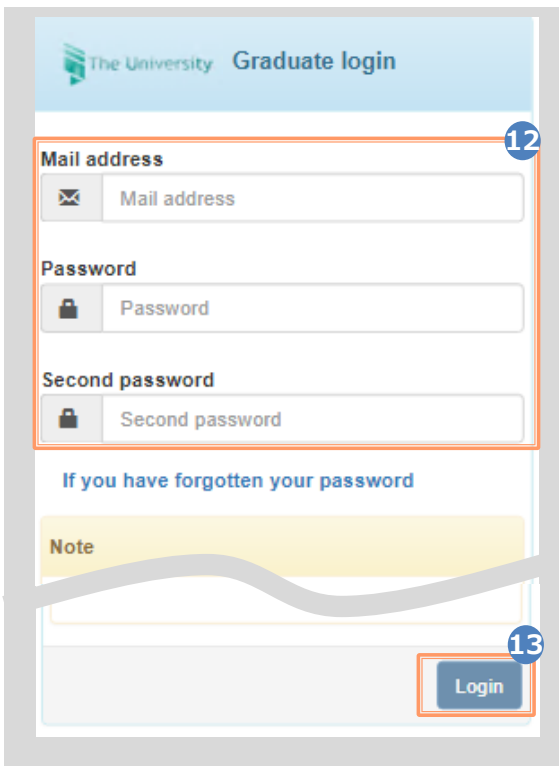 The University Graduate login
12
Mail address
Mail address
Password
Password
Second password
Second password
If you have forgotten your password
Note
13
Login